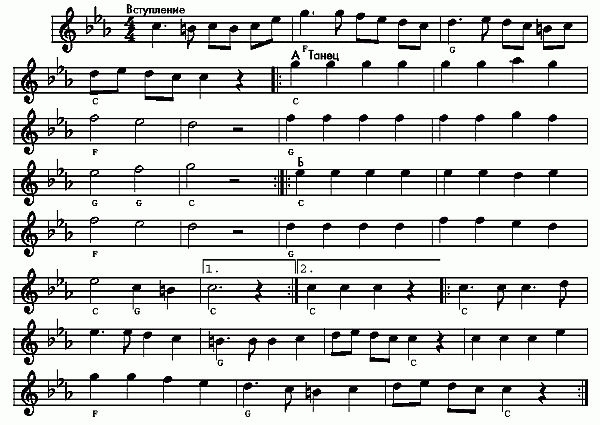 Вступление
F G
А Танец
C C
F G
Б
G G C C
F G
1. 2.
C G C C C
G C C
F G C